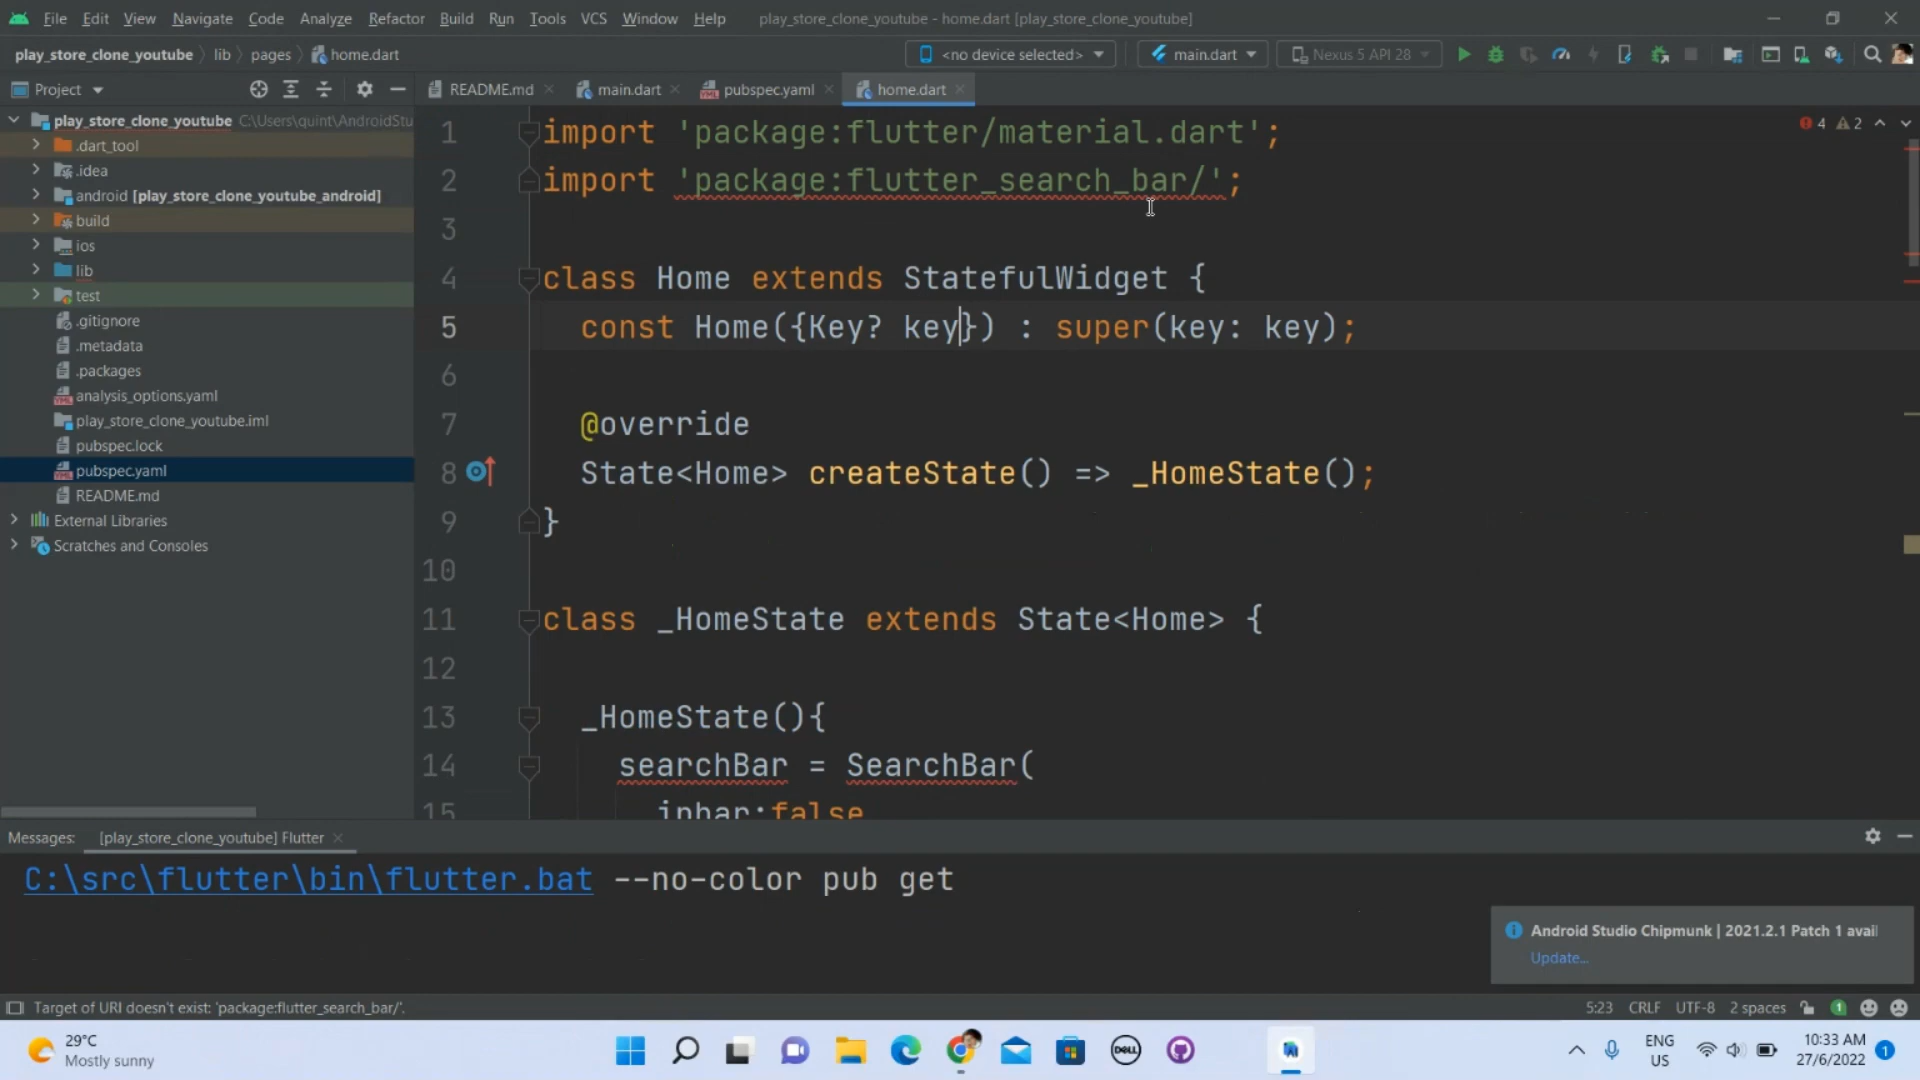 File Edit View Navigate Code Analyze Refactor Build Run Tools VCS Window Help play_store_clone_youtube - home.dart [play_store_clone_youtube]
play_store_clone_youtube lib pages home.dart <no device selected> main.dart Nexus 5 API 28
Project README.md main.dart pubspec.yaml home.dart
play_store_clone_youtube C:\Users\quint\AndroidStu
.dart_tool
.idea
android [play_store_clone_youtube_android]
build
ios
lib
test
.gitignore
.metadata
.packages
analysis_options.yaml
play_store_clone_youtube.iml
pubspec.lock
pubspec.yaml
README.md
External Libraries
Scratches and Consoles
4 2
1 import 'package:flutter/material.dart';
2 import 'package:flutter_search_bar/';
3
4 class Home extends StatefulWidget {
5 const Home({Key? key}) : super(key: key);
6
7 @override
8 State<Home> createState() => _HomeState();
9 }
10
11 class _HomeState extends State<Home> {
12
13 _HomeState(){
14 searchBar = SearchBar(
15 inbar:false
Messages: [play_store_clone_youtube] Flutter
C:\src\flutter\bin\flutter.bat --no-color pub get
Android Studio Chipmunk | 2021.2.1 Patch 1 avai
Update...
Target of URI doesn't exist: 'package:flutter_search_bar/'. 5:23 CRLF UTF-8 2 spaces 1
29°C
Mostly sunny
DELL
ENG
US
10:33 AM
27/6/2022
1